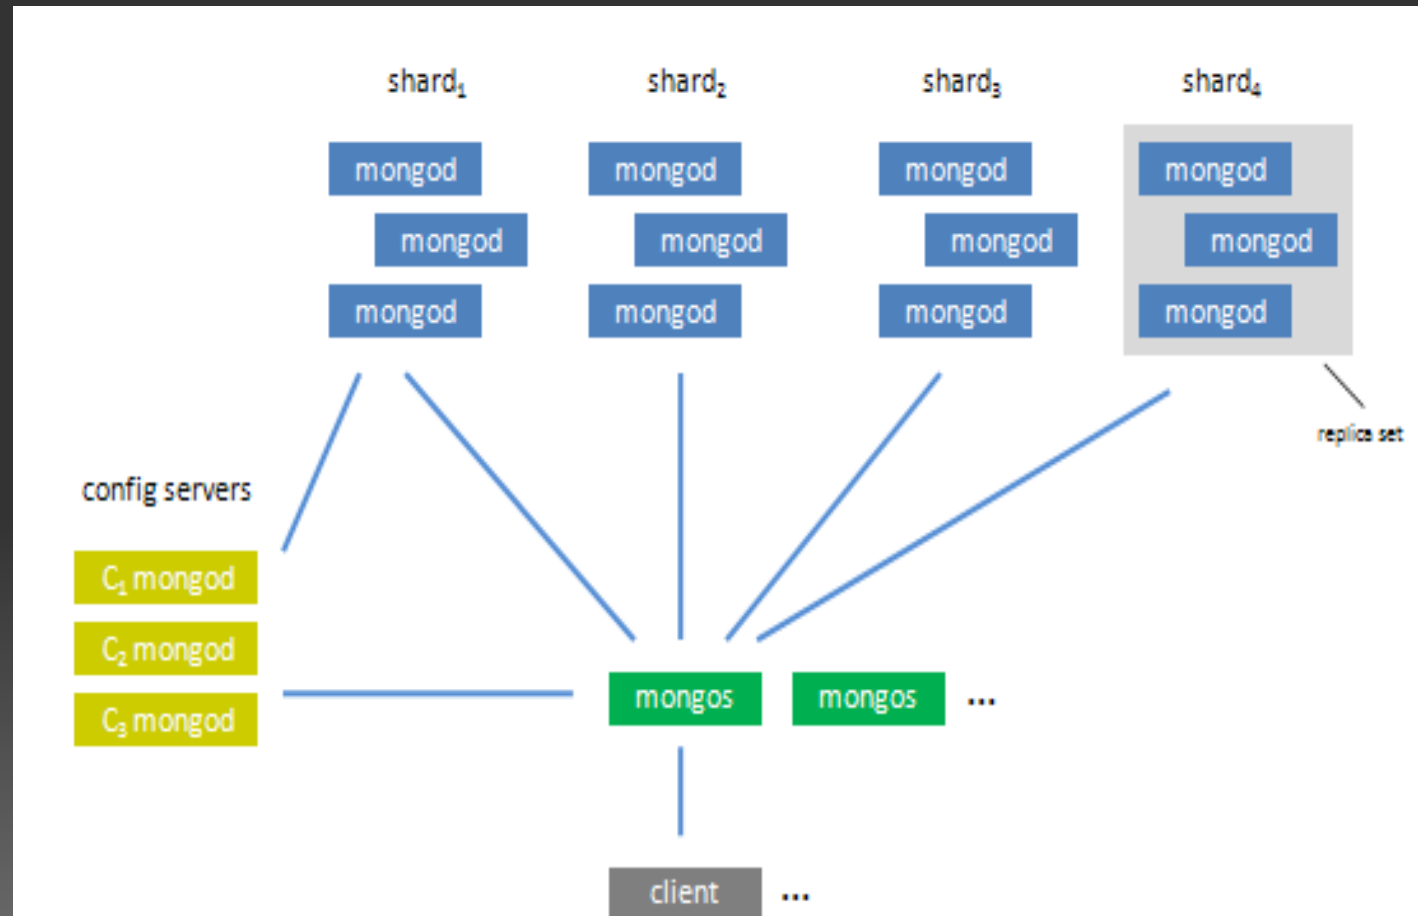 shard₁ shard₂ shard₃ shard₄
mongod mongod mongod mongod
mongod mongod mongod mongod
mongod mongod mongod mongod
replica set
config servers
C₁ mongod
C₂ mongod
C₃ mongod
mongos mongos ...
client ...